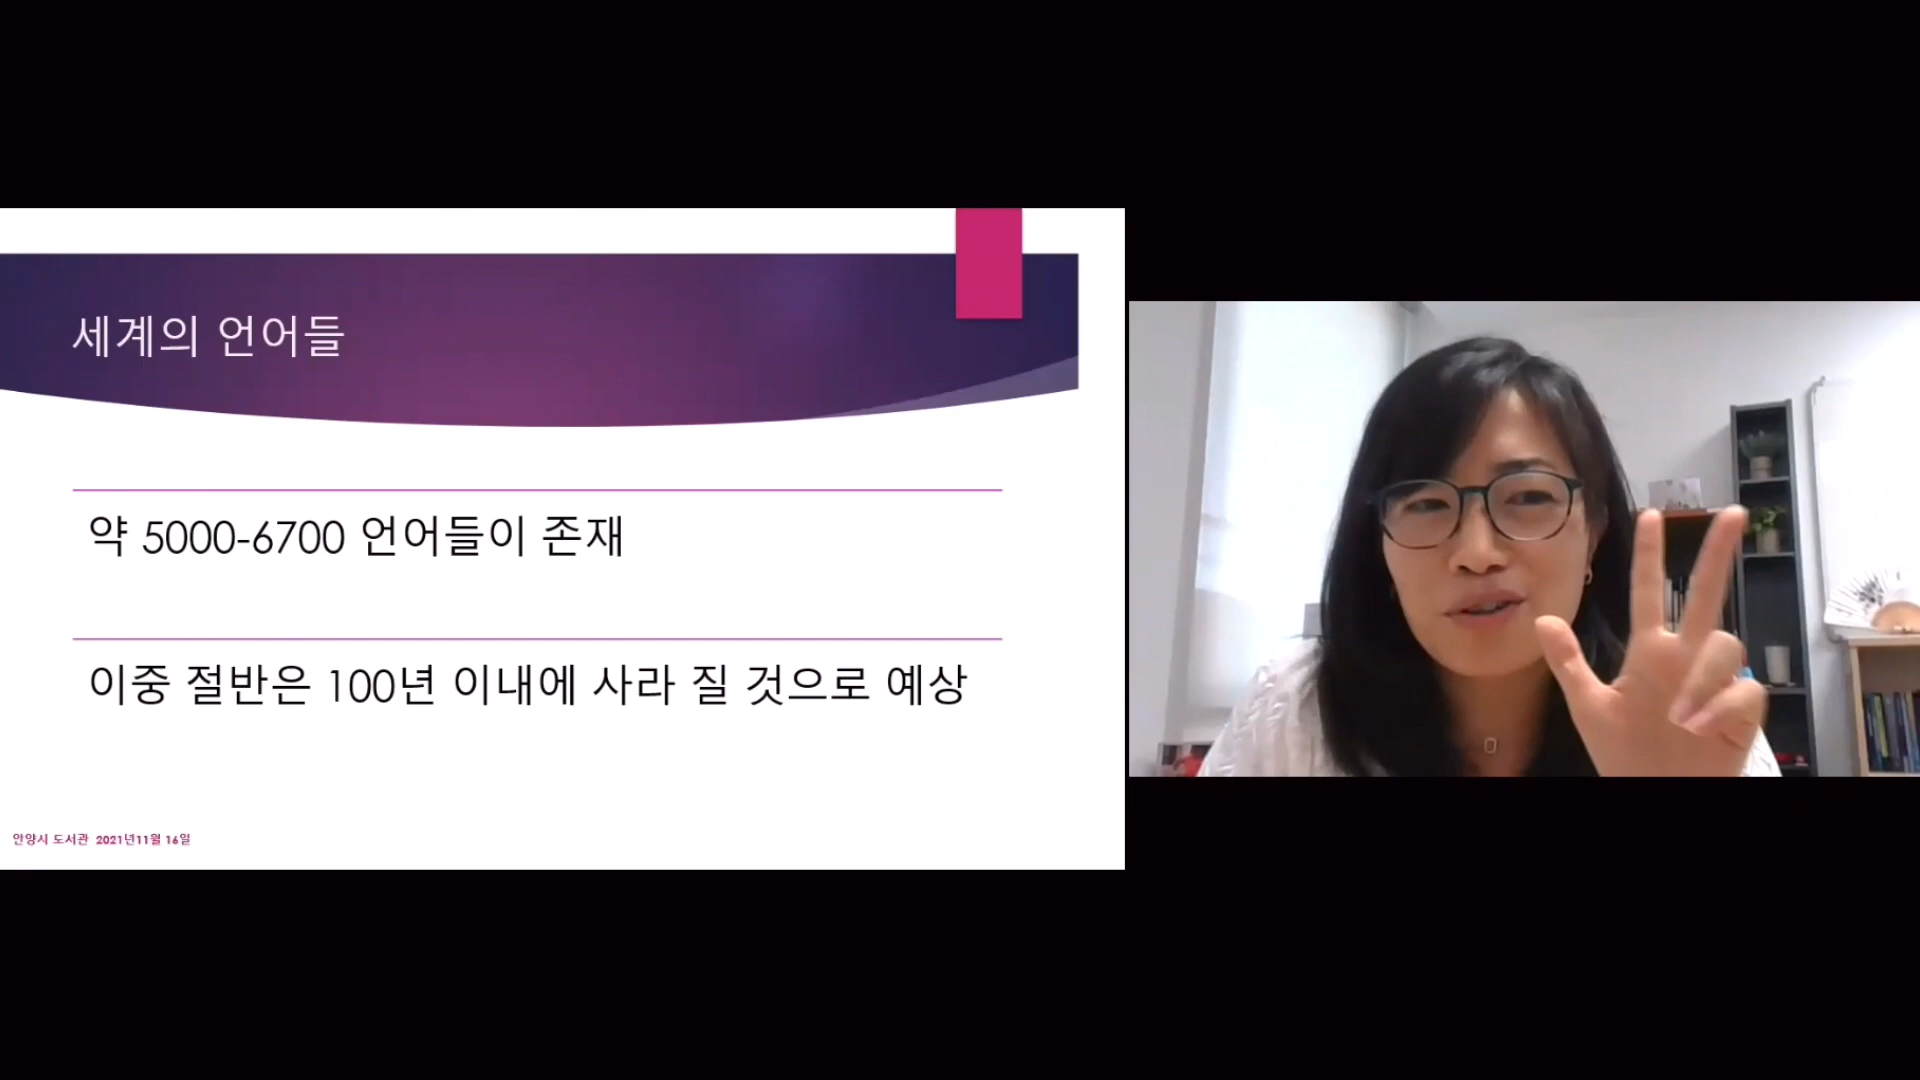 세계의 언어들
약 5000-6700 언어들이 존재
이중 절반은 100년 이내에 사라 질 것으로 예상
안양시 도서관 2021년11월 16일